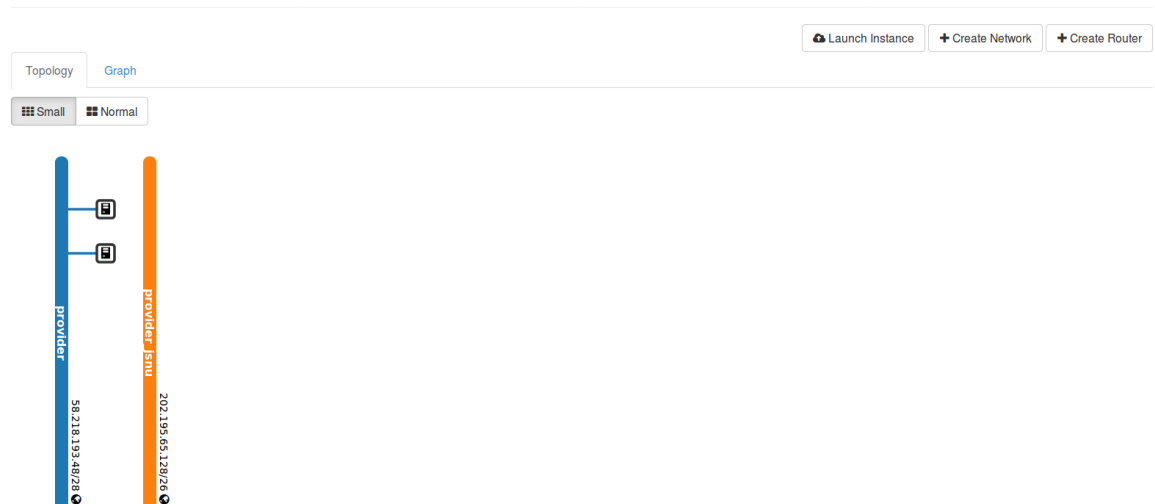 Launch Instance
Create Network
Create Router
Topology
Graph
Small
Normal
provider
58.218.193.48/28
provider_jsnu
202.195.65.128/26